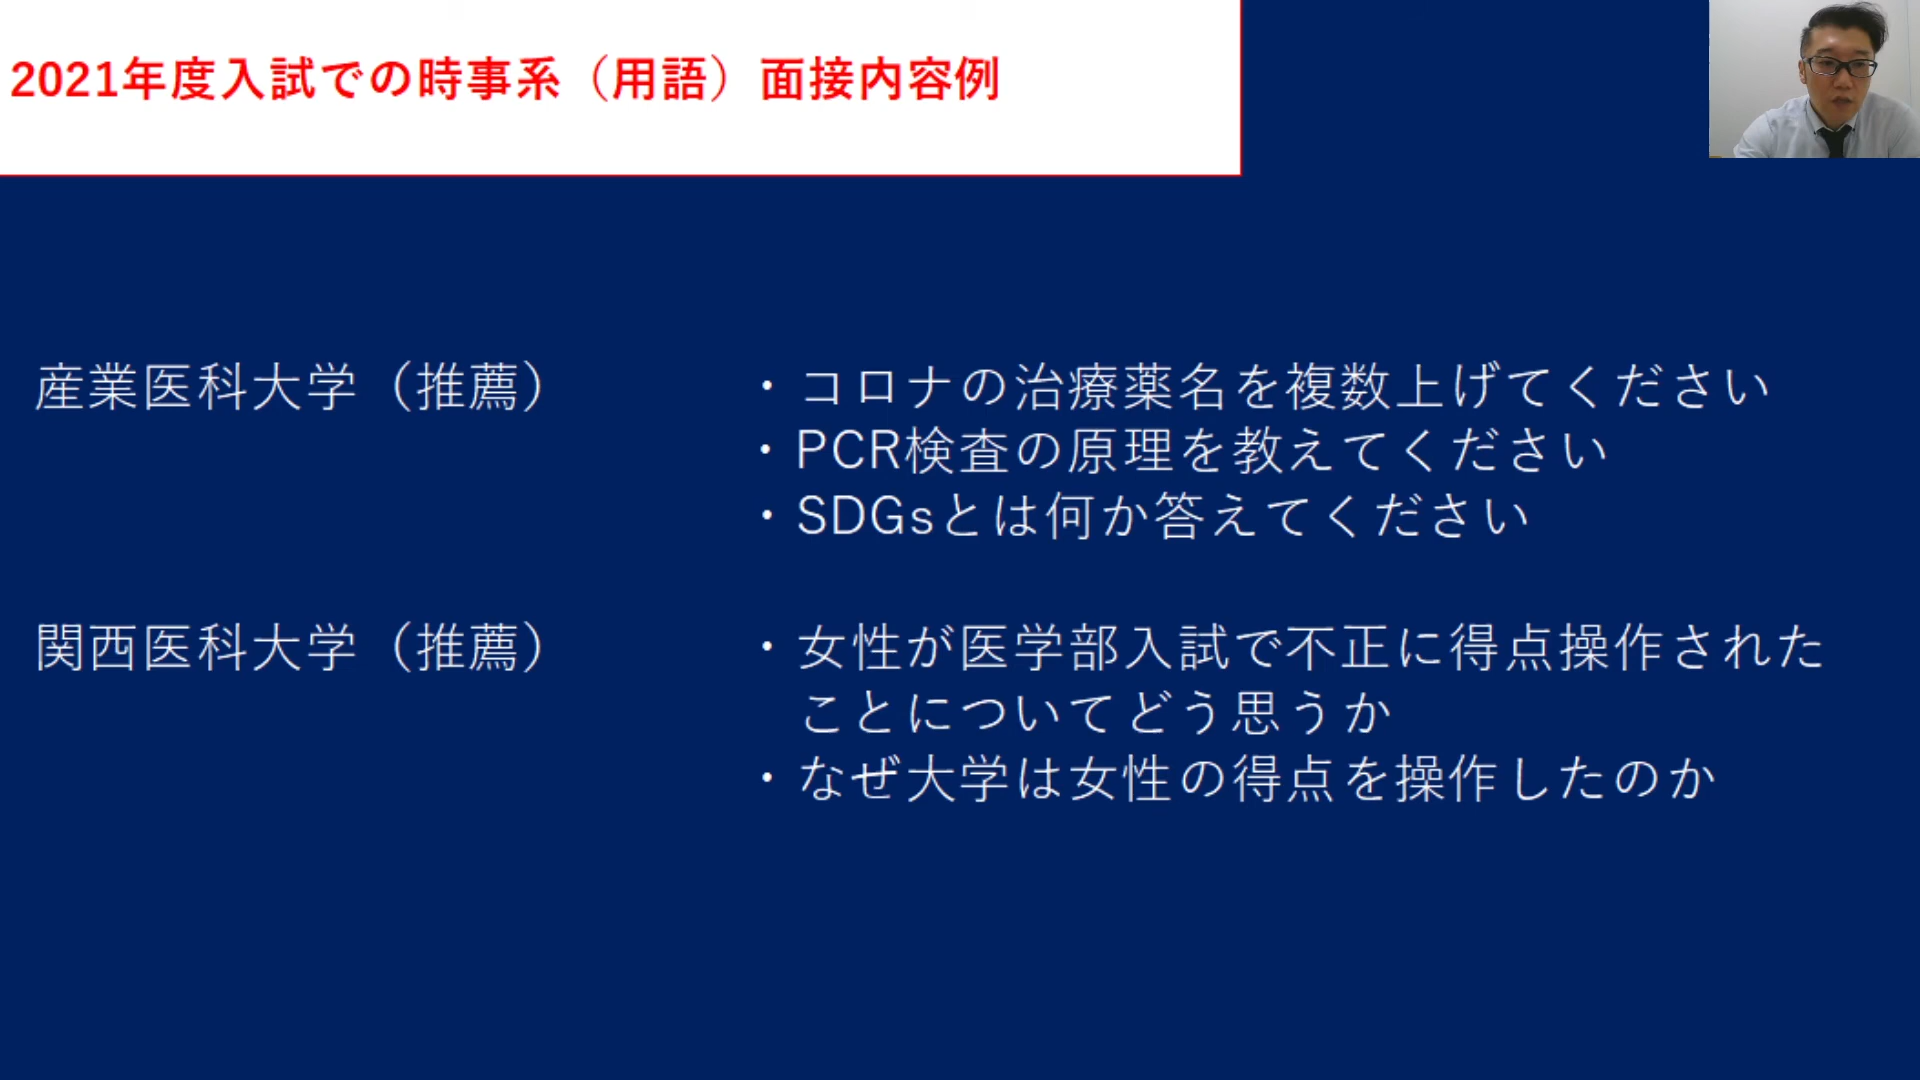 2021年度入試での時事系（用語）面接内容例
産業医科大学（推薦）
・コロナの治療薬名を複数上げてください
・PCR検査の原理を教えてください
・SDGsとは何か答えてください
関西医科大学（推薦）
・女性が医学部入試で不正に得点操作された
ことについてどう思うか
・なぜ大学は女性の得点を操作したのか